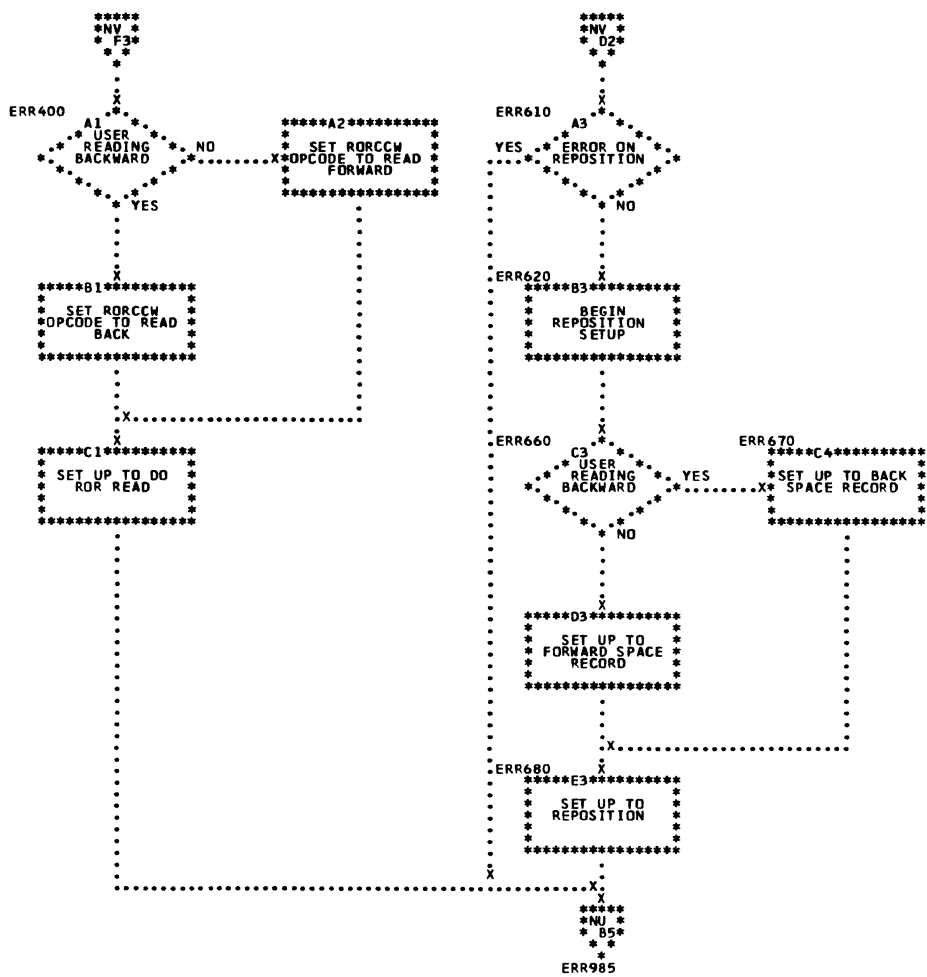 NV
F3
ERR400
A1
USER
READING
BACKWARD
NO
YES
A2
SET RORCCW
OPCODE TO READ
FORWARD
B1
SET RORCCW
OPCODE TO READ
BACK
C1
SET UP TO DO
ROR READ
NV
D2
ERR610
A3
YES
ERROR ON
REPOSITION
NO
ERR620
B3
BEGIN
REPOSITION
SETUP
ERR660
C3
USER
READING
BACKWARD
YES
NO
ERR670
C4
SET UP TO BACK
SPACE RECORD
D3
SET UP TO
FORWARD SPACE
RECORD
ERR680
E3
SET UP TO
REPOSITION
NU
B5
ERR985